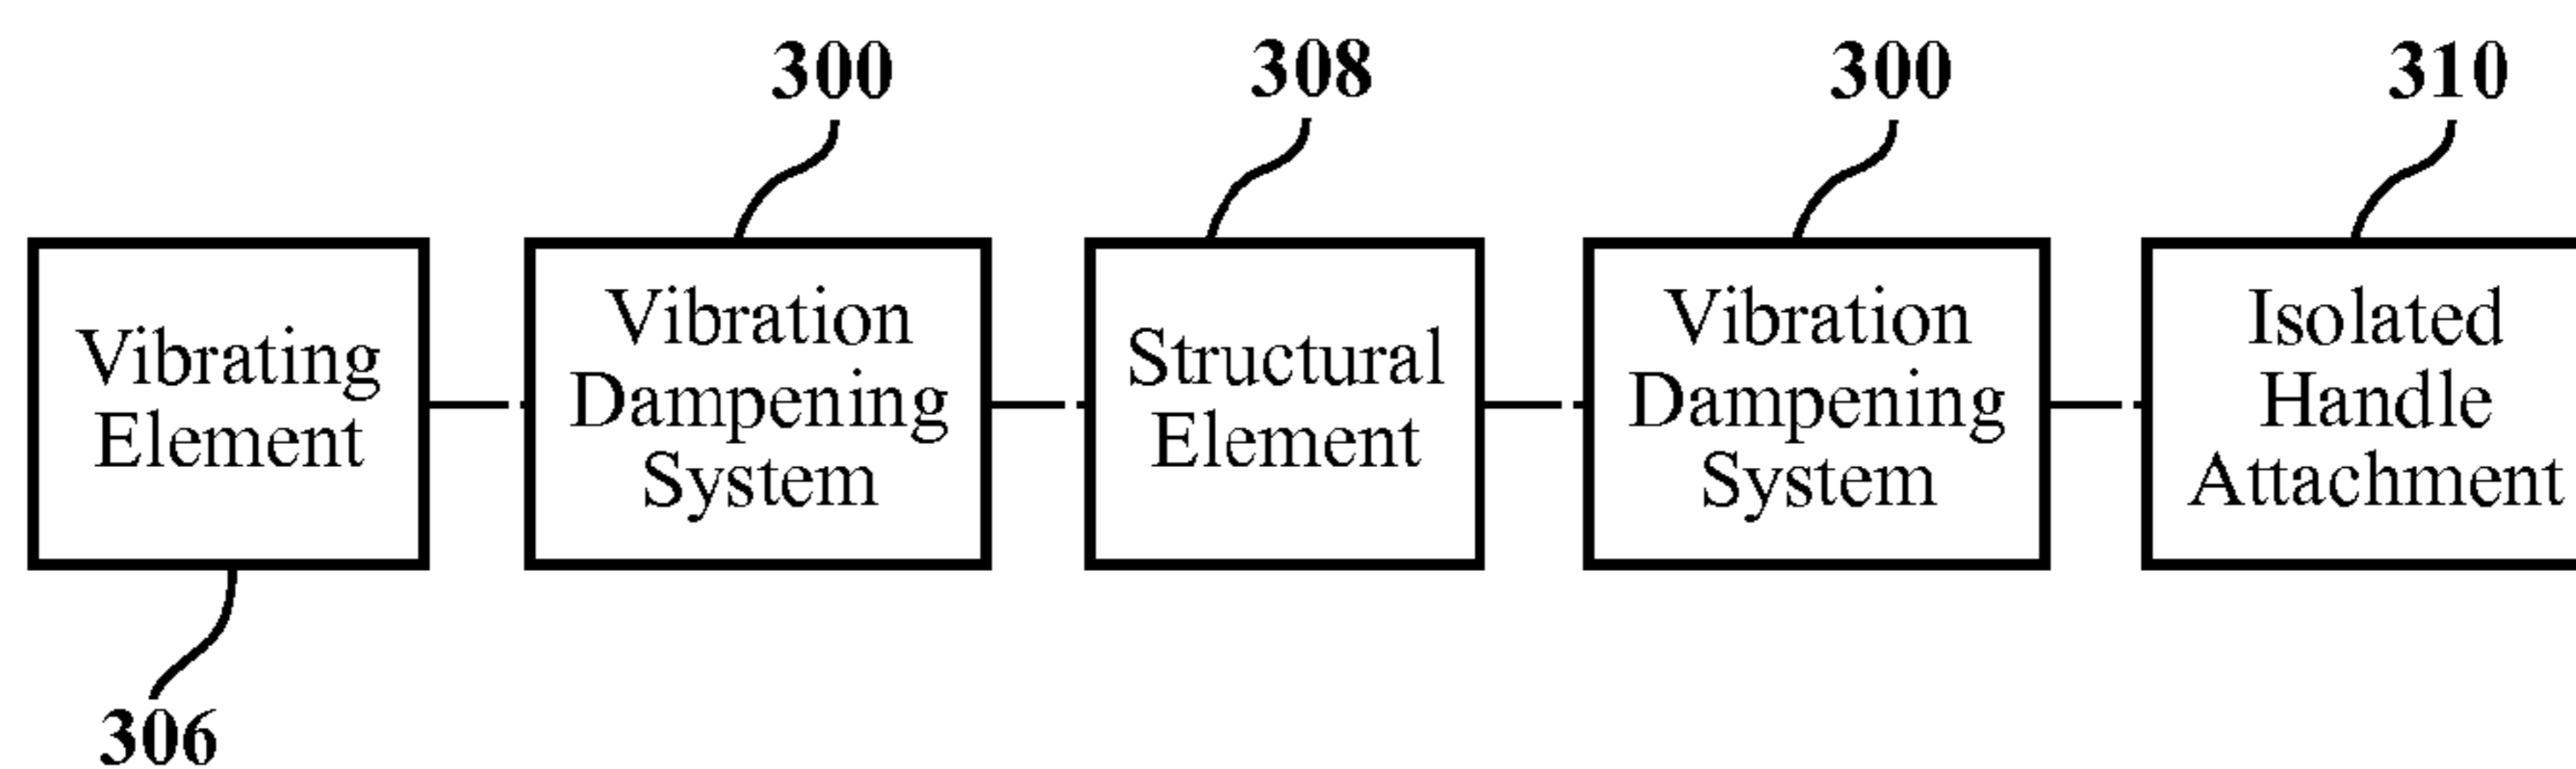 300
308
300
310
Vibrating
Element
Vibration
Dampening
System
Structural
Element
Vibration
Dampening
System
Isolated
Handle
Attachment
306